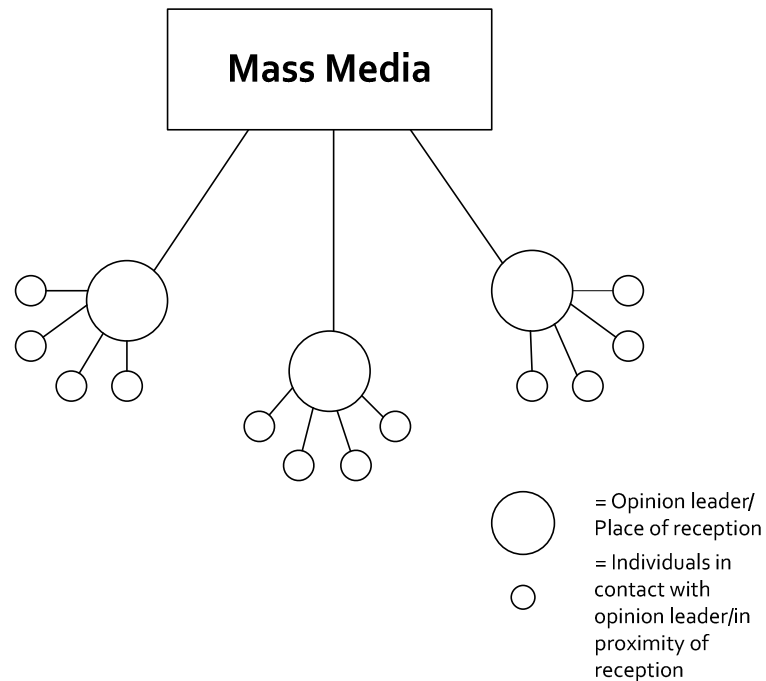 Mass Media
= Opinion leader/
Place of reception
= Individuals in
contact with
opinion leader/in
proximity of
reception